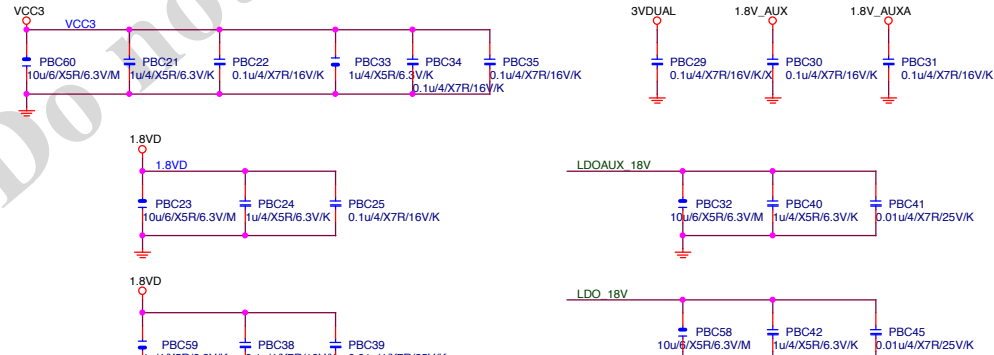 VCC3
VCC3
PBC60
10u/6/X5R/6.3V/M
PBC21
1u/4/X5R/6.3V/K
PBC22
0.1u/4/X7R/16V/K
PBC33
1u/4/X5R/6.3V/K
PBC34
0.1u/4/X7R/16V/K
PBC35
0.1u/4/X7R/16V/K
3VDUAL
PBC29
0.1u/4/X7R/16V/K/X
1.8V_AUX
PBC30
0.1u/4/X7R/16V/K
1.8V_AUXA
PBC31
0.1u/4/X7R/16V/K
Do no
1.8VD
1.8VD
PBC23
10u/6/X5R/6.3V/M
PBC24
1u/4/X5R/6.3V/K
PBC25
0.1u/4/X7R/16V/K
LDOAUX_18V
PBC32
10u/6/X5R/6.3V/M
PBC40
1u/4/X5R/6.3V/K
PBC41
0.01u/4/X7R/25V/K
1.8VD
PBC59
PBC38
PBC39
LDO_18V
PBC58
10u/6/X5R/6.3V/M
PBC42
1u/4/X5R/6.3V/K
PBC45
0.01u/4/X7R/25V/K